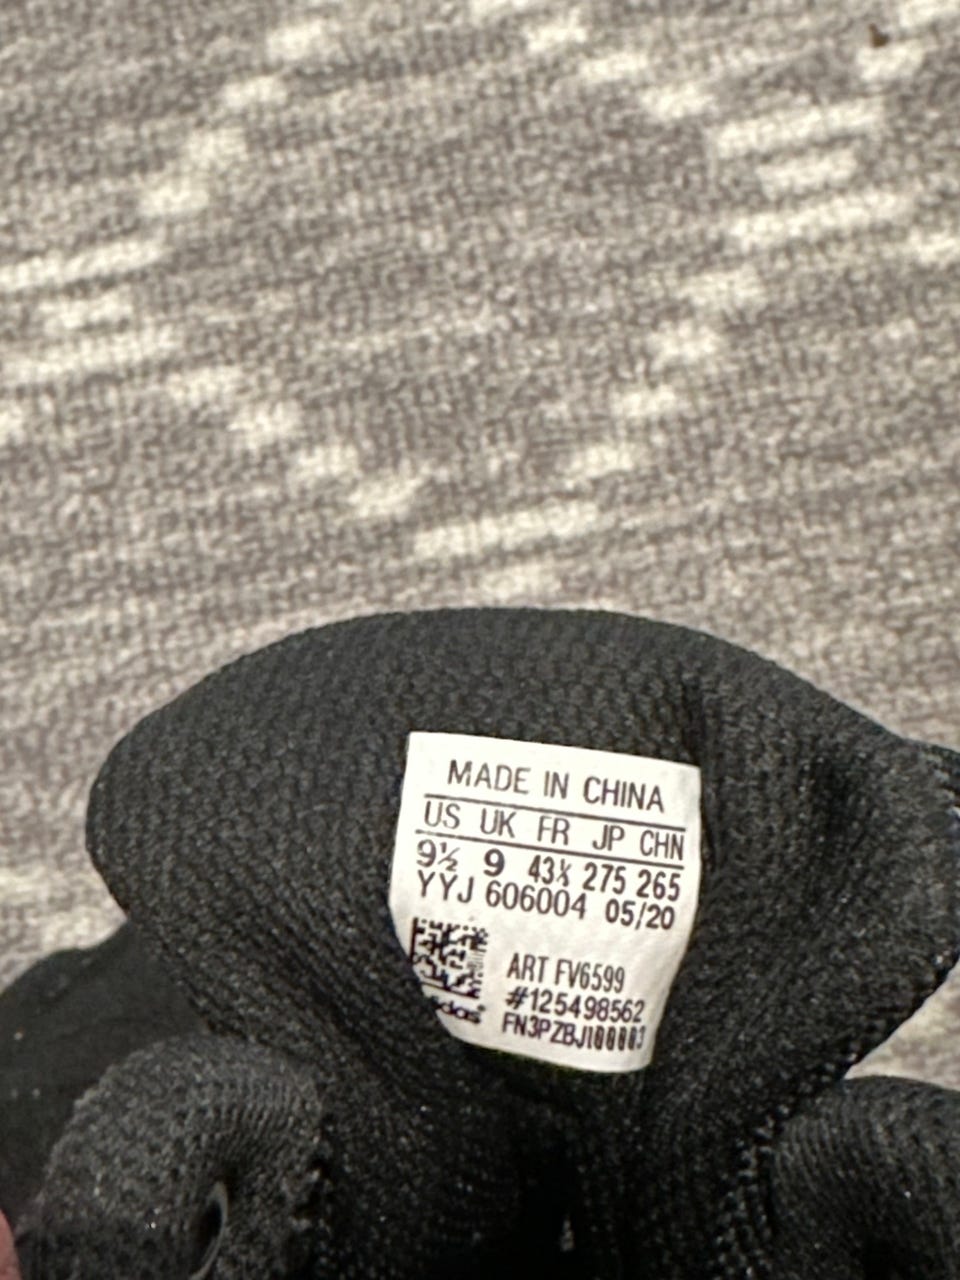 MADE IN CHINA
US UK FR JP CHN
9½ 9 43⅓ 275 265
YYJ 606004 05/20
ART FV6599
#125498562